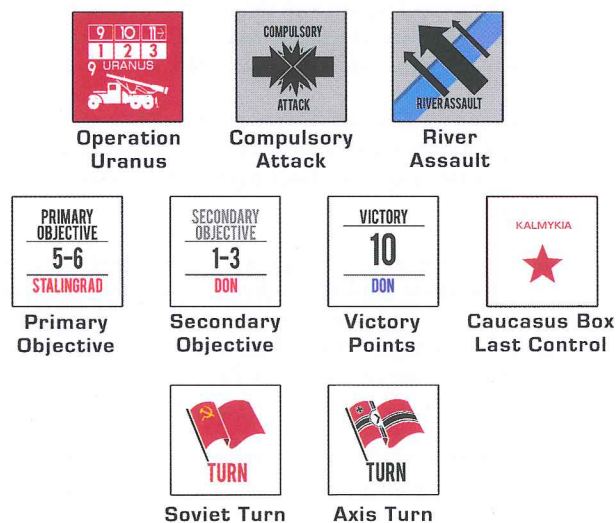 9 10 11→
1 2 3
9 URANUS
COMPULSORY
ATTACK
RIVER ASSAULT
Operation
Uranus
Compulsory
Attack
River
Assault
PRIMARY
OBJECTIVE
5-6
STALINGRAD
SECONDARY
OBJECTIVE
1-3
DON
VICTORY
10
DON
KALMYKIA
Primary
Objective
Secondary
Objective
Victory
Points
Caucasus Box
Last Control
TURN
TURN
Soviet Turn
Axis Turn